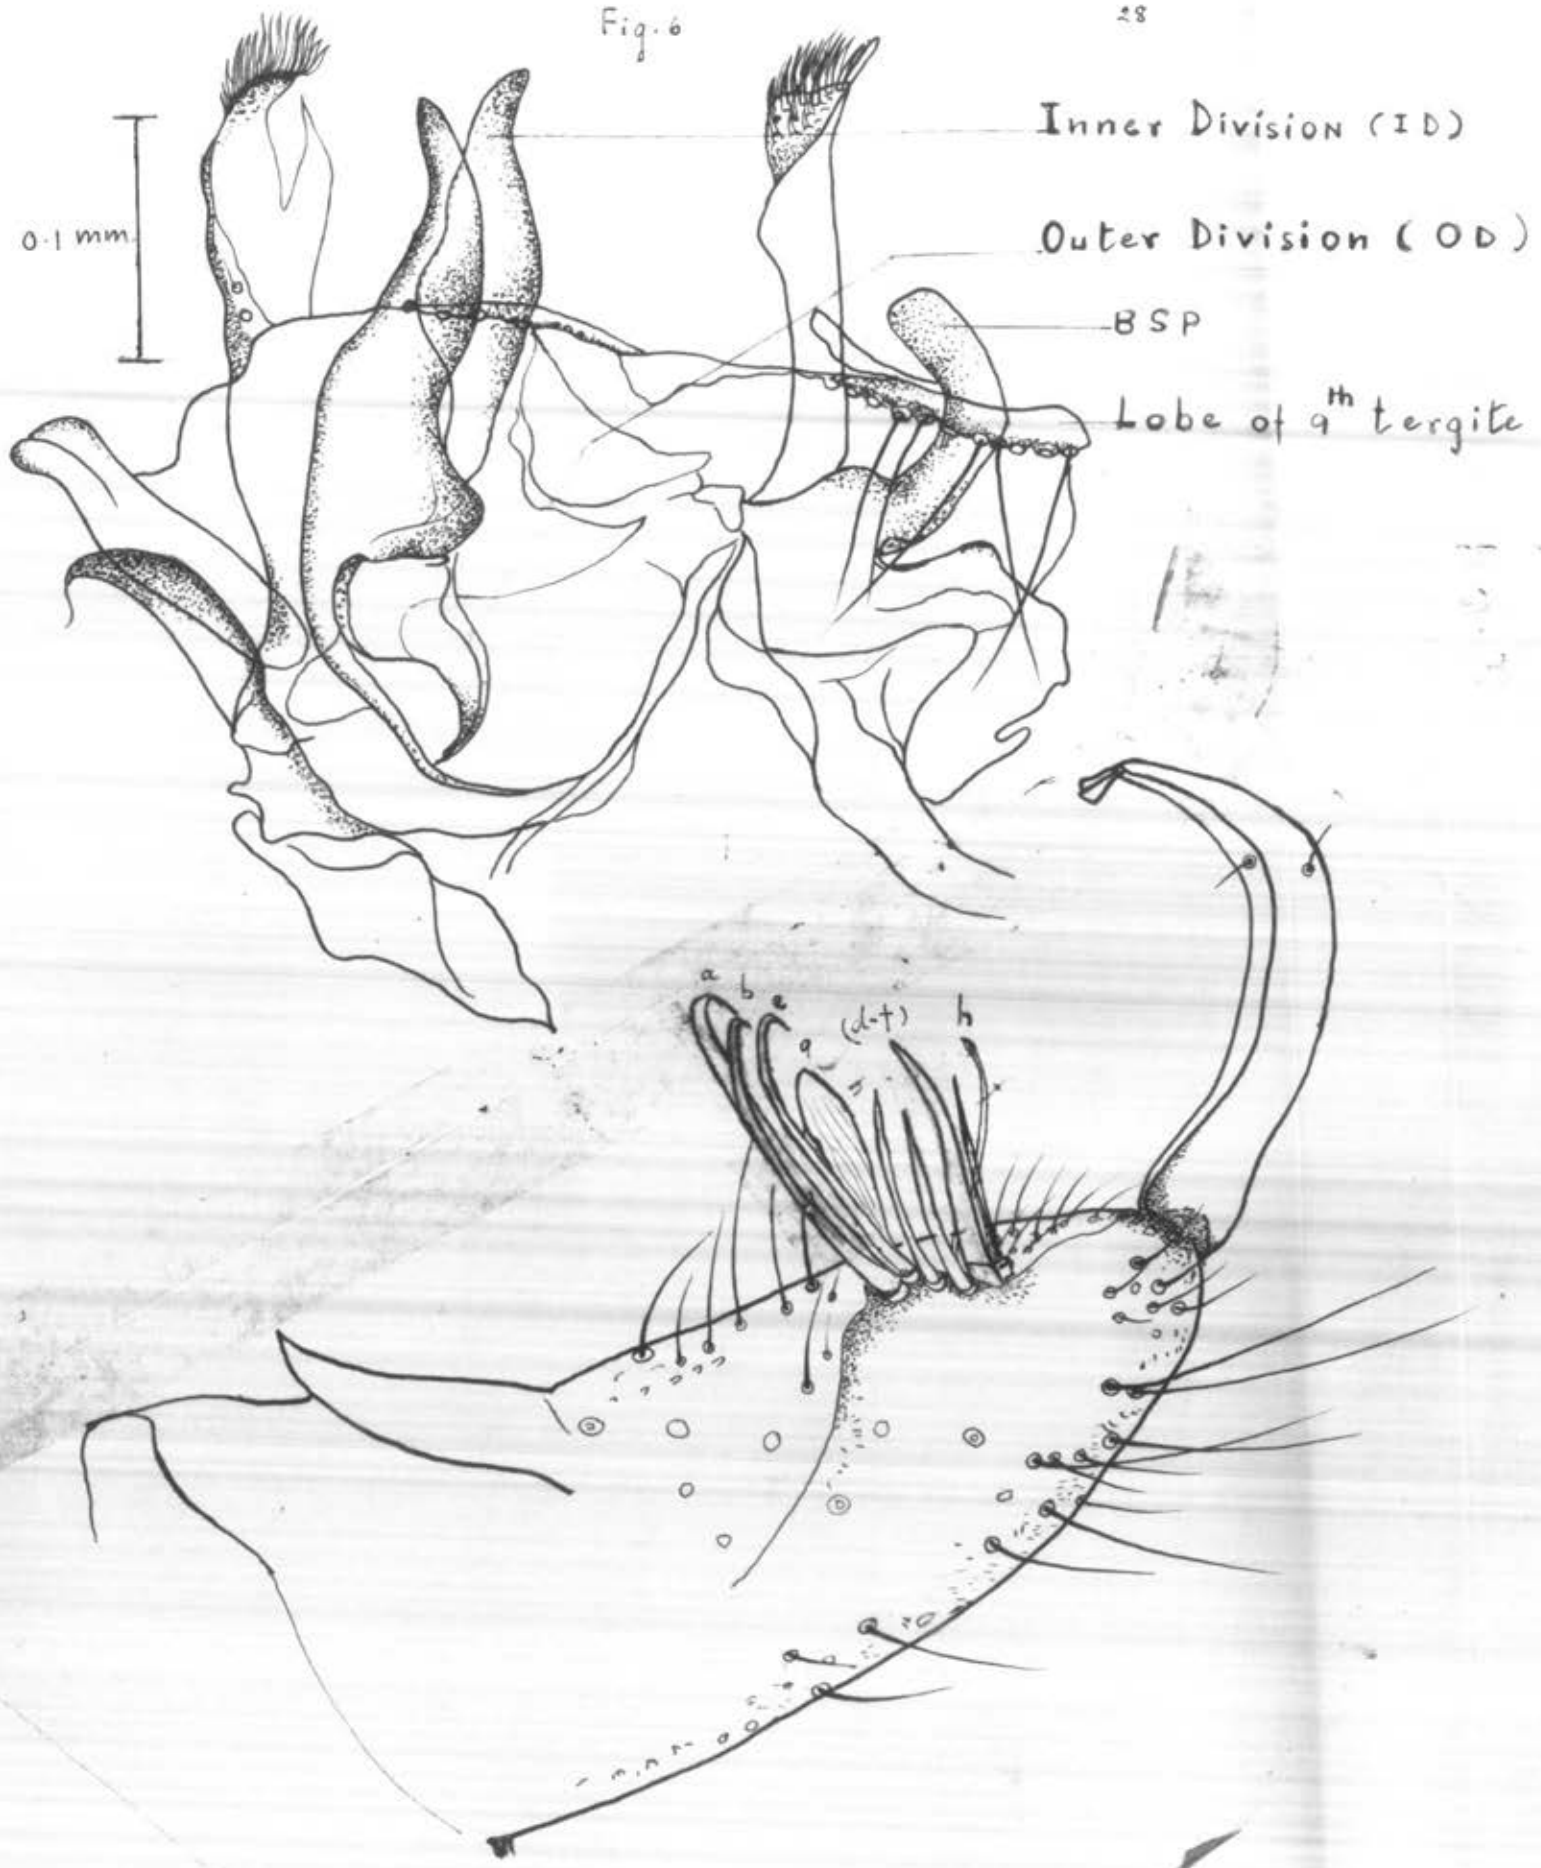 Fig. 6
28
Inner Division (ID)
0.1 mm
Outer Division (OD)
BSP
Lobe of 9th tergite
a
b
(d-f)
h